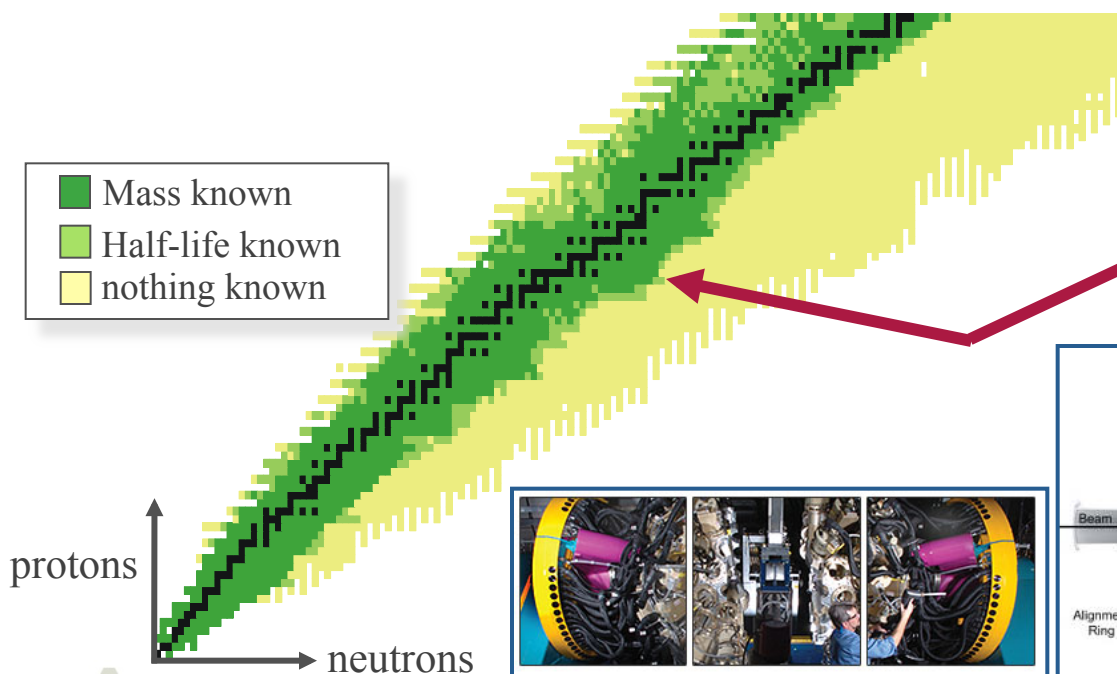 Mass known
Half-life known
nothing known
protons
neutrons
Beam
Alignme
Ring